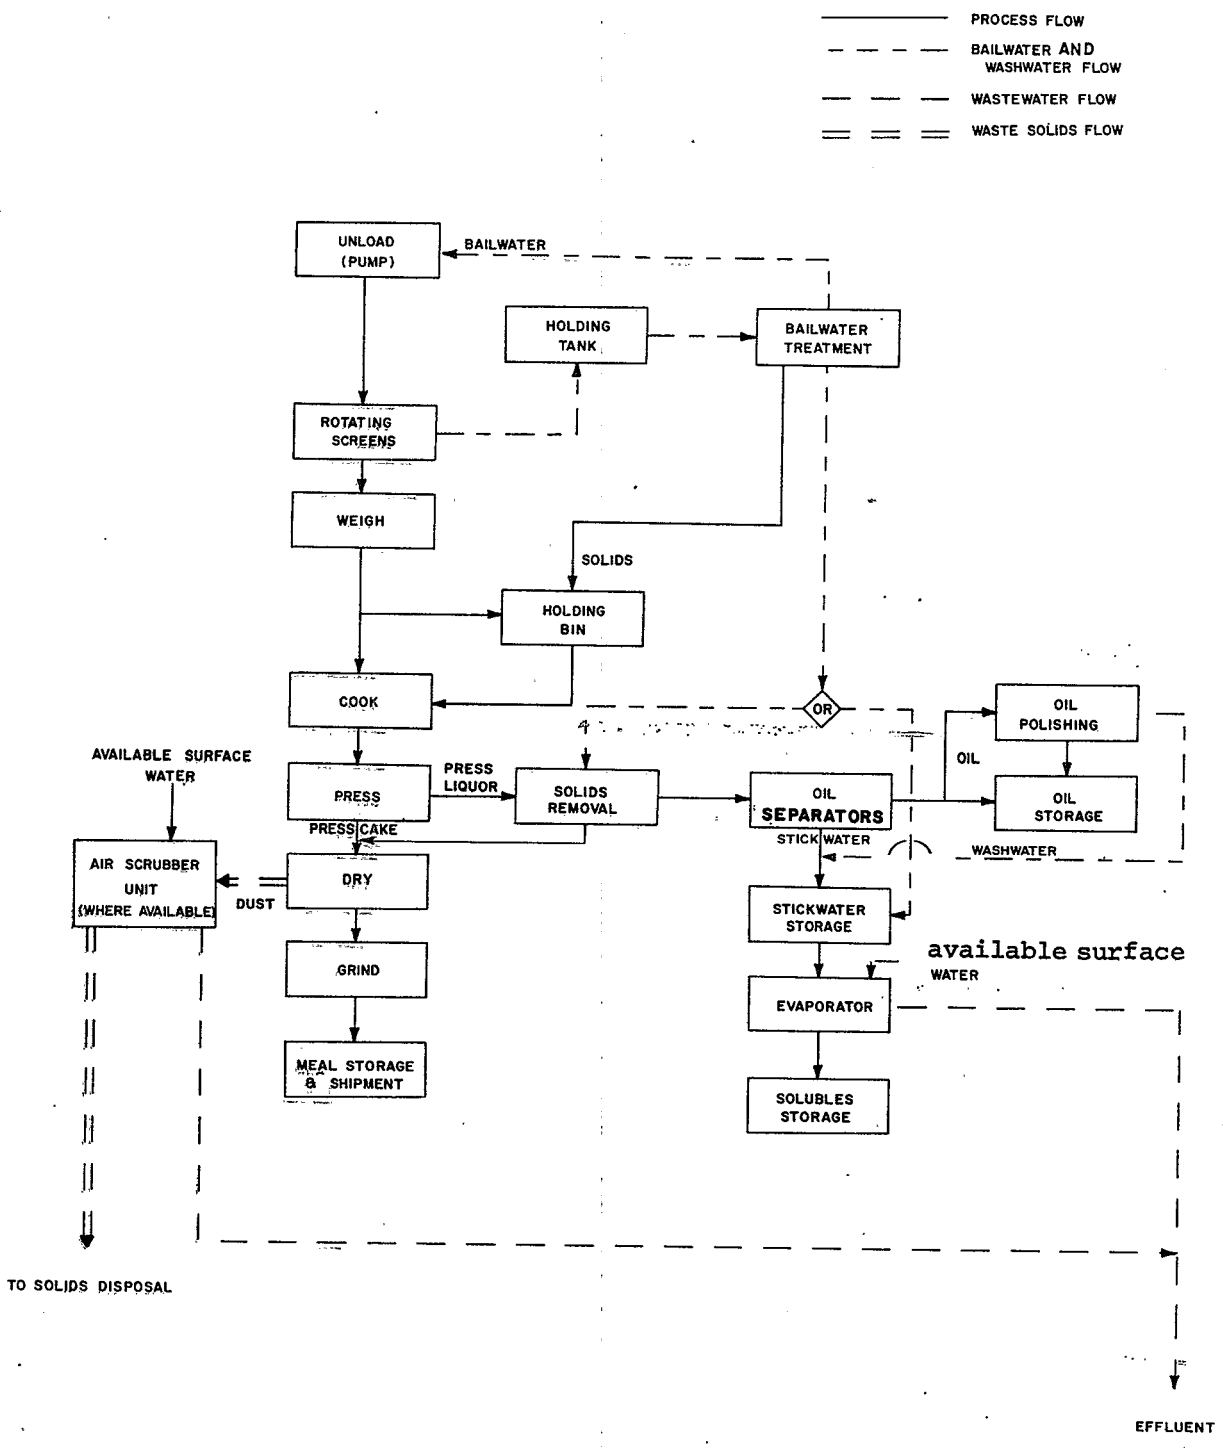 PROCESS FLOW
BAILWATER AND
WASHWATER FLOW
WASTEWATER FLOW
WASTE SOLIDS FLOW
UNLOAD
(PUMP)
BAILWATER
HOLDING
TANK
BAILWATER
TREATMENT
ROTATING
SCREENS
WEIGH
SOLIDS
HOLDING
BIN
COOK
OR
OIL
POLISHING
AVAILABLE SURFACE
WATER
PRESS
PRESS
LIQUOR
SOLIDS
REMOVAL
OIL
SEPARATORS
OIL
OIL
STORAGE
PRESS CAKE
STICK WATER
WASHWATER
AIR SCRUBBER
UNIT
(WHERE AVAILABLE)
DUST
DRY
STICKWATER
STORAGE
available surface
WATER
GRIND
EVAPORATOR
MEAL STORAGE
& SHIPMENT
SOLUBLES
STORAGE
TO SOLIDS DISPOSAL
EFFLUENT